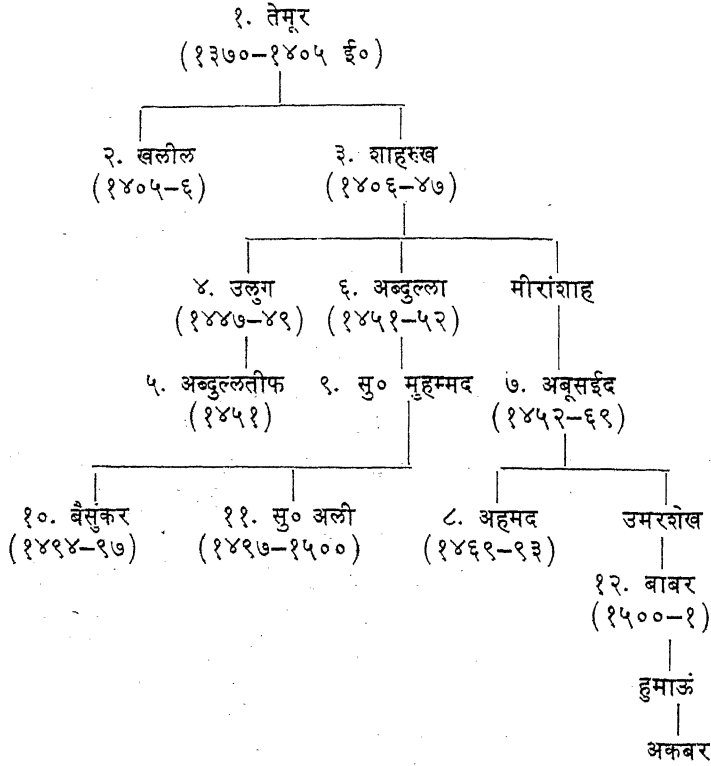 १. तेमूर
(१३७०–१४०५ ई०)
२. खलील ३. शाहरुख
(१४०५–६) (१४०६–४७)
४. उलुग ६. अब्दुल्ला मीरांशाह
(१४४७–४९) (१४५१–५२)
५. अब्दुल्लतीफ ९. सु० मुहम्मद ७. अबूसईद
(१४५१) (१४५२–६९)
१०. बैसुंकर ११. सु० अली ८. अहमद उमरशेख
(१४९४–९७) (१४९७–१५००) (१४६९–९३)
१२. बाबर
(१५००–१)
हुमाऊं
अकबर